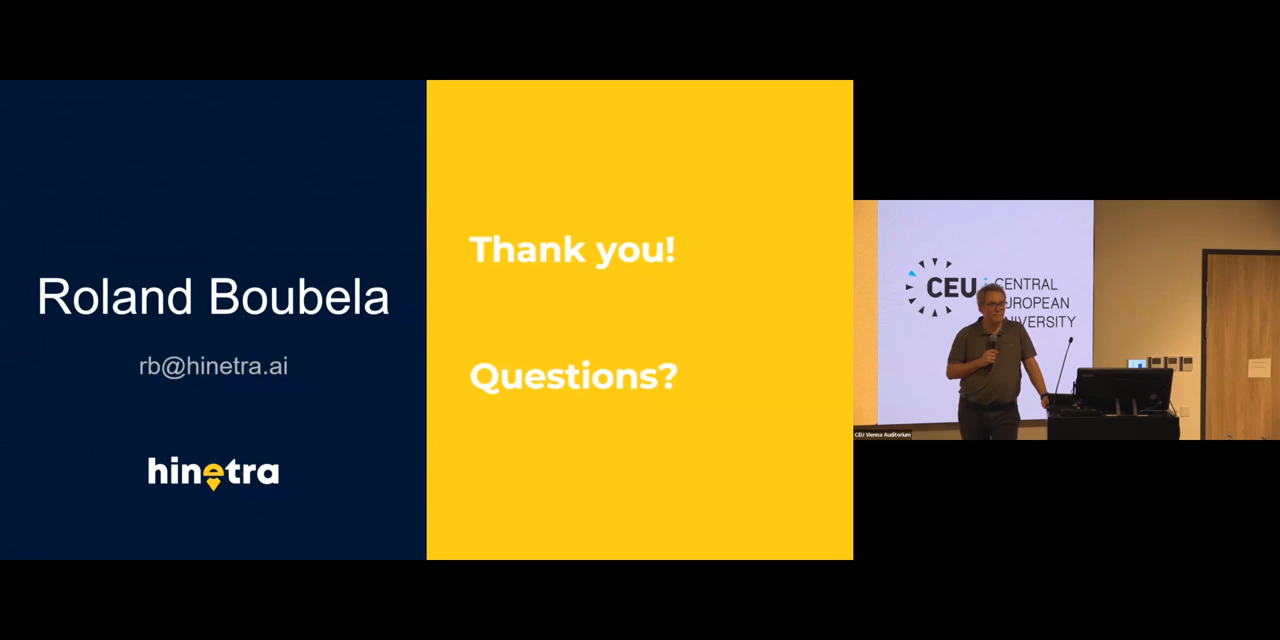 Roland Boubela
rb@hinetra.ai
hinetra
Thank you!
Questions?
CEU
CENTRAL
EUROPEAN
UNIVERSITY
CEU Vienna Auditorium